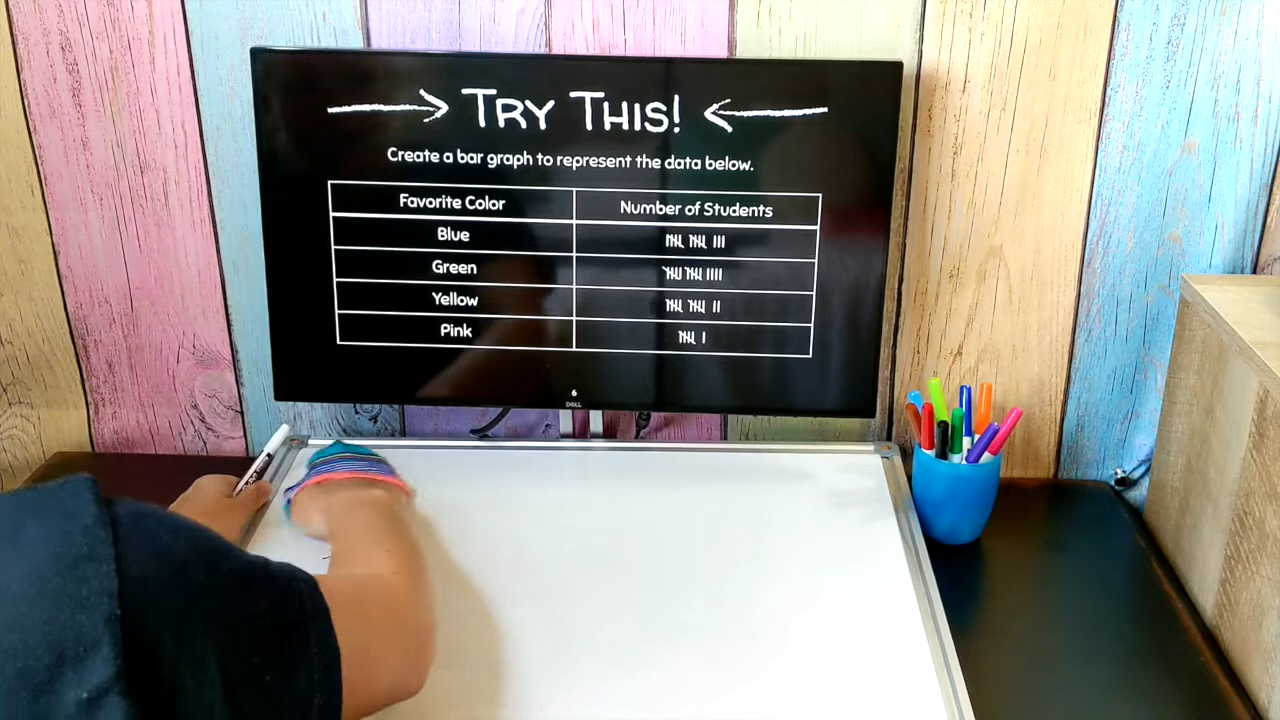 TRY THIS!
Create a bar graph to represent the data below.
Favorite Color Number of Students
Blue
Green
Yellow
Pink
6
DELL